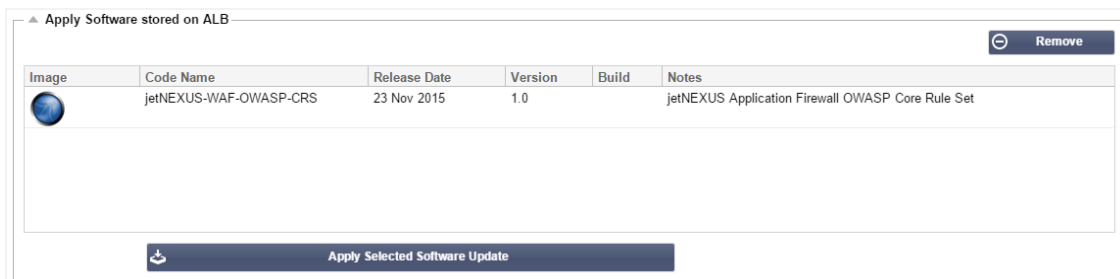 Apply Software stored on ALB
Remove
Image Code Name Release Date Version Build Notes
jetNEXUS-WAF-OWASP-CRS 23 Nov 2015 1.0 jetNEXUS Application Firewall OWASP Core Rule Set
Apply Selected Software Update